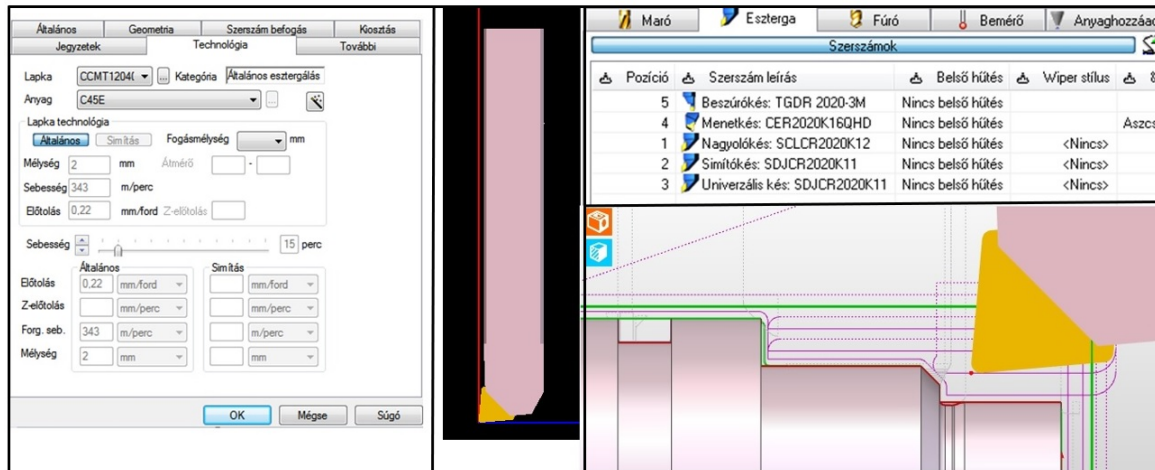 Általános Geometria Szerszám befogás Kiosztás
Jegyzetek Technológia További
Lapka CCMT1204( ... Kategória Általános esztergálás
Anyag C45E ...
Lapka technológia
Általános Simítás Fogásmélység mm
Mélység 2 mm Átmérő -
Sebesség 343 m/perc
Előtolás 0,22 mm/ford Z-előtolás
Sebesség 15 perc
Általános Simítás
Előtolás 0,22 mm/ford mm/ford
Z-előtolás mm/perc mm/perc
Forg. seb. 343 m/perc m/perc
Mélység 2 mm mm
OK Mégse Súgó
Maró Eszterga Fúró Bemérő Anyaghozzáad
Szerszámok
Pozíció Szerszám leírás Belső hűtés Wiper stílus
5 Beszúrókés: TGDR 2020-3M Nincs belső hűtés
4 Menetkés: CER2020K16QHD Nincs belső hűtés Aszcs
1 Nagyolókés: SCLCR2020K12 Nincs belső hűtés <Nincs>
2 Simítókés: SDJCR2020K11 Nincs belső hűtés <Nincs>
3 Univerzális kés: SDJCR2020K11 Nincs belső hűtés <Nincs>